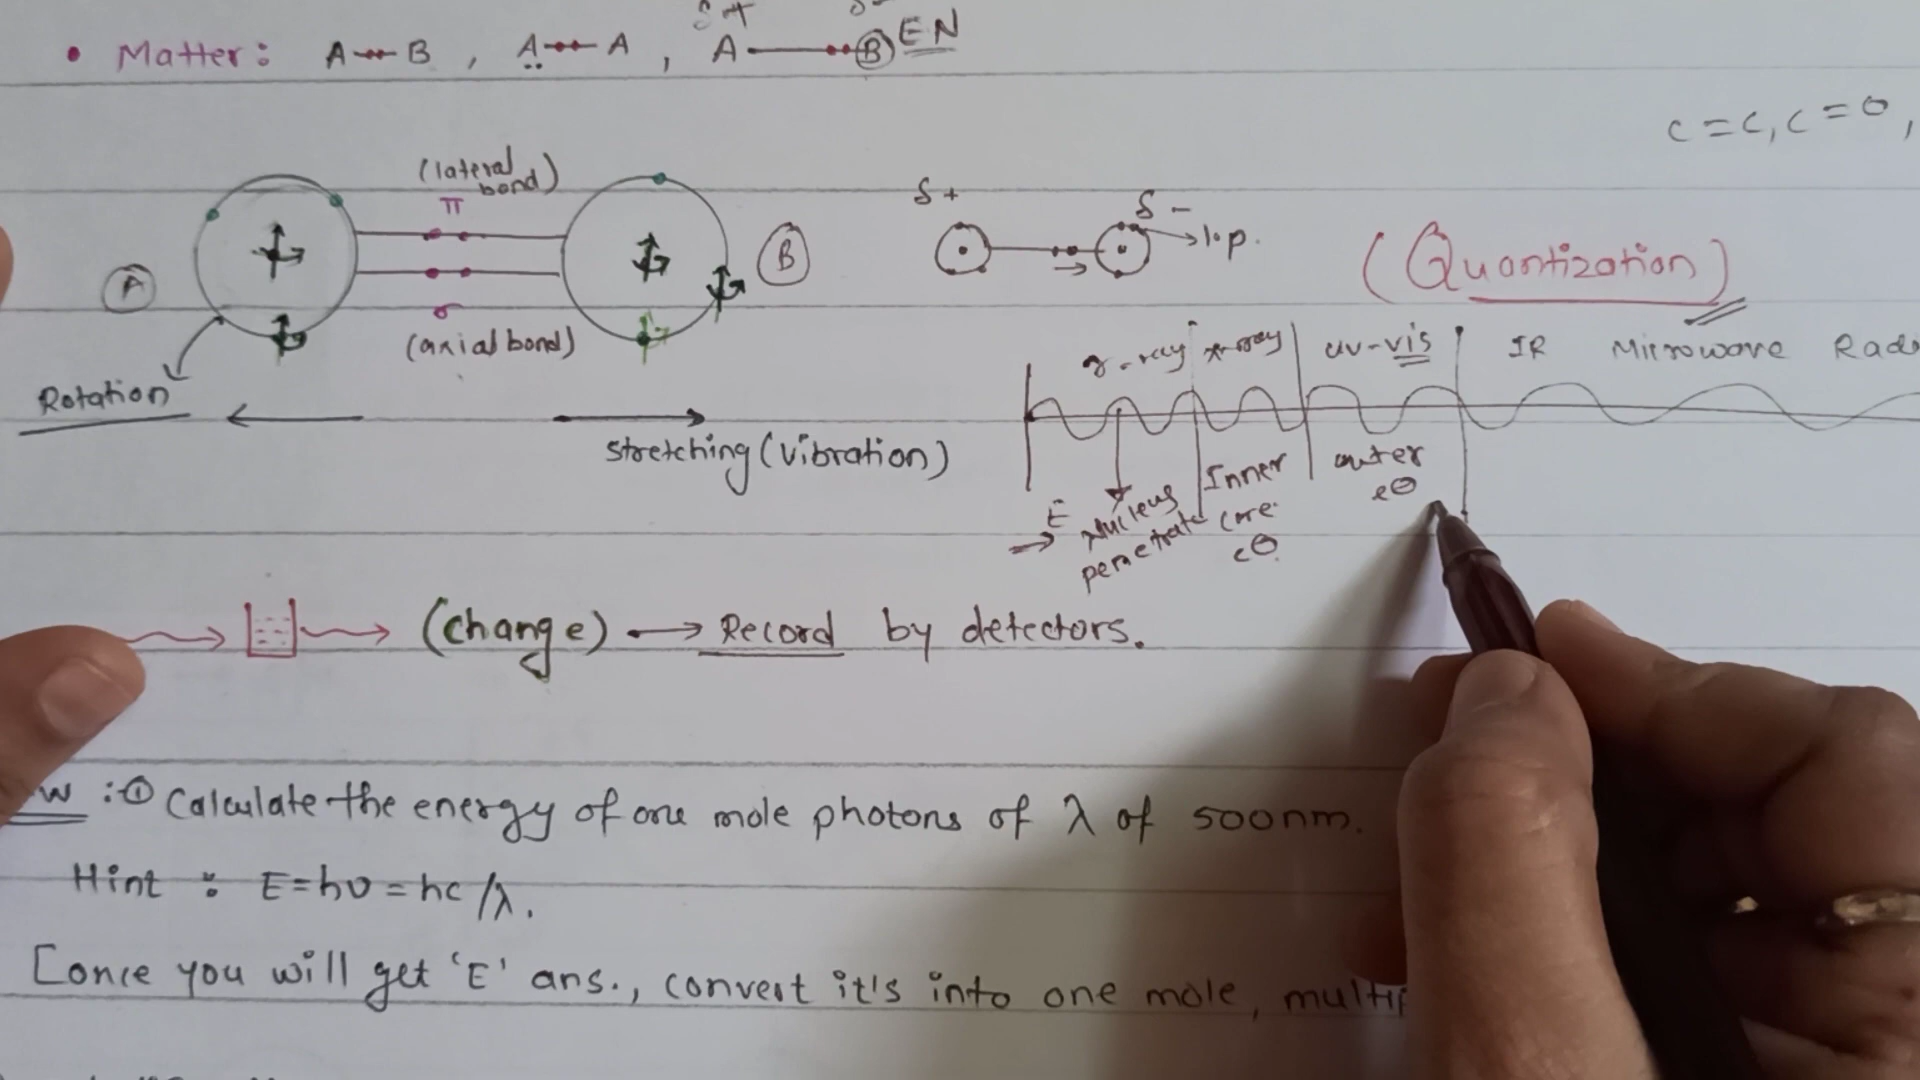 • Matter: A—B , A—A , A—B EN
δ+
C=C, C=O,
(lateral bond)
π
A
B
σ
(axial bond)
δ+
δ-
l.p.
(Quantization)
γ-ray x-ray uv-vis IR Microwave Rad
Rotation
Stretching (vibration)
E
Nucleus penetrate
Inner core e⊖
outer e⊖
(change) → Record by detectors.
W :① Calculate the energy of one mole photons of λ of 500nm.
Hint : E=hυ=hc/λ.
[once you will get 'E' ans., convert it's into one mole, multip